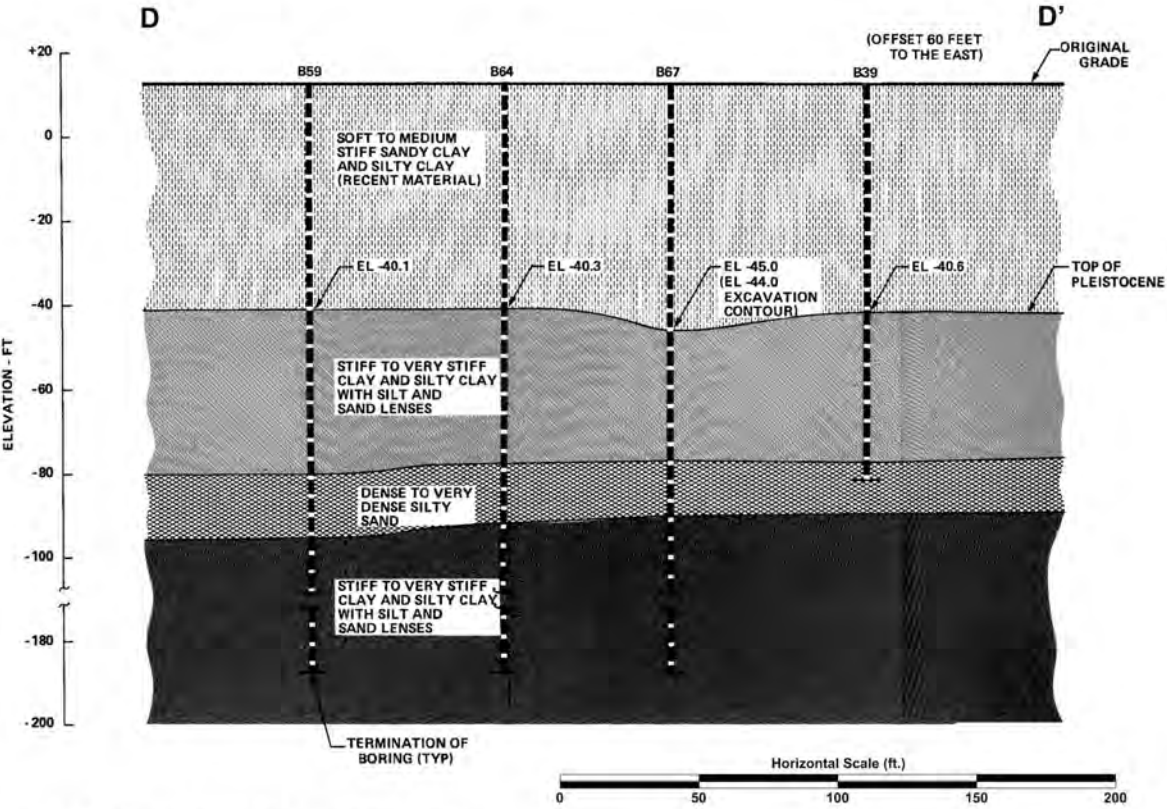 D
D'
(OFFSET 60 FEET
TO THE EAST)
ORIGINAL
GRADE
B59
B64
B67
B39
+20
0
-20
-40
-60
-80
-100
-180
-200
ELEVATION - FT
SOFT TO MEDIUM
STIFF SANDY CLAY
AND SILTY CLAY
(RECENT MATERIAL)
EL -40.1
EL -40.3
EL -45.0
(EL -44.0
EXCAVATION
CONTOUR)
EL -40.6
TOP OF
PLEISTOCENE
STIFF TO VERY STIFF
CLAY AND SILTY CLAY
WITH SILT AND
SAND LENSES
DENSE TO VERY
DENSE SILTY
SAND
STIFF TO VERY STIFF
CLAY AND SILTY CLAY
WITH SILT AND
SAND LENSES
TERMINATION OF
BORING (TYP)
Horizontal Scale (ft.)
0 50 100 150 200